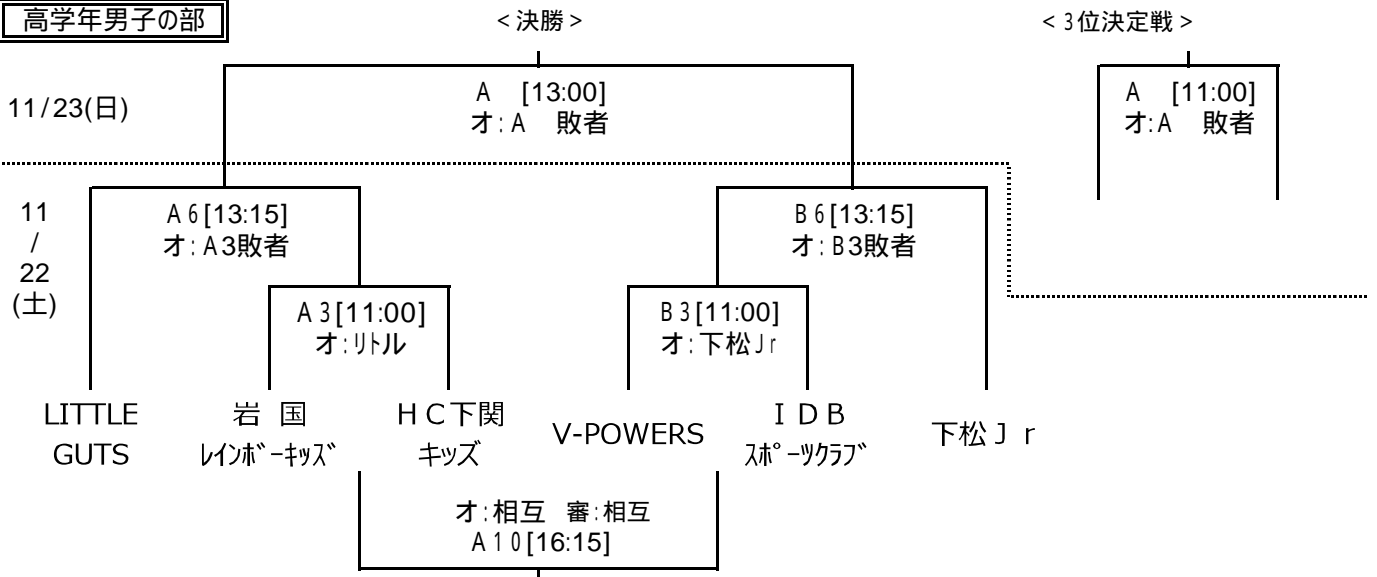 高学年男子の部
<決勝>
<3位決定戦>
11/23(日)
A [13:00]
オ:A 敗者
A [11:00]
オ:A 敗者
11
/
22
(土)
A6[13:15]
オ:A3敗者
B6[13:15]
オ:B3敗者
A3[11:00]
オ:リトル
B3[11:00]
オ:下松Jr
LITTLE
GUTS
岩 国
レインボーキッズ
HC下関
キッズ
V-POWERS
IDB
スポーツクラブ
下松Jr
オ:相互 審:相互
A10[16:15]